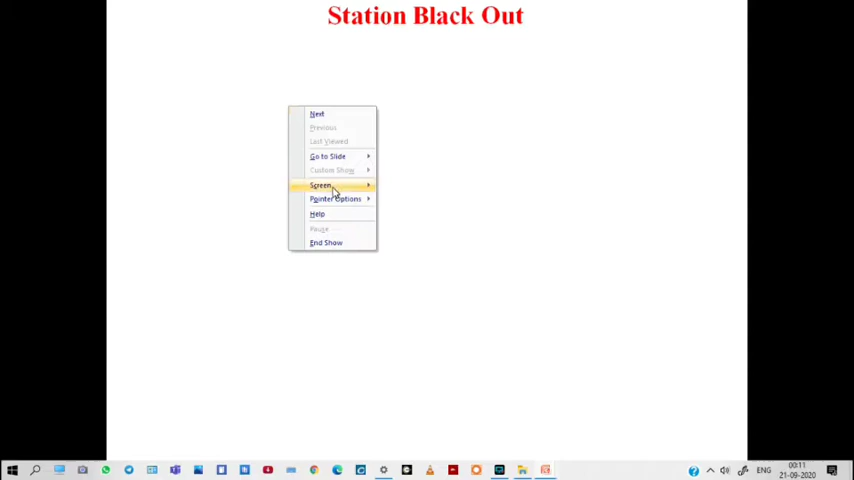 Station Black Out
Next
Previous
Last Viewed
Go to Slide
Custom Show
Screen
Pointer Options
Help
Pause
End Show
ENG
00:11
21-09-2020